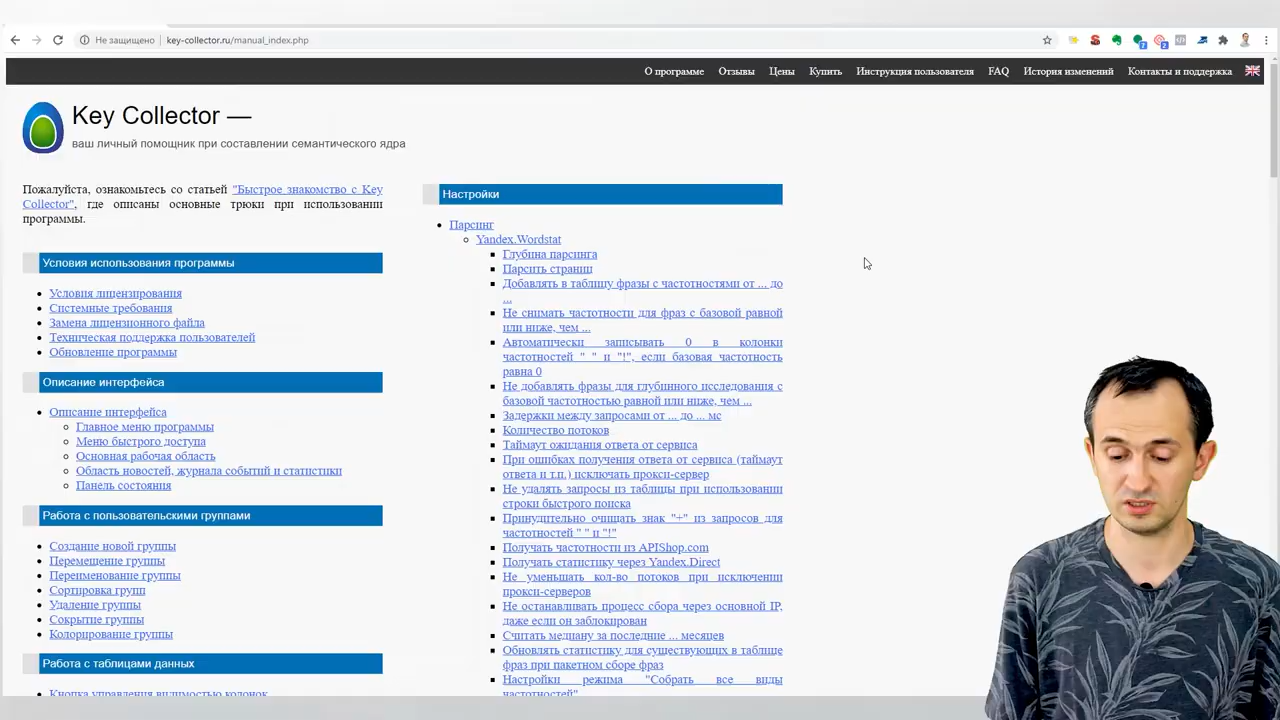 Не защищено
key-collector.ru/manual_index.php
О программе Отзывы Цены Купить Инструкция пользователя FAQ История изменений Контакты и поддержка
Key Collector —
ваш личный помощник при составлении семантического ядра
Пожалуйста, ознакомьтесь со статьей "Быстрое знакомство с Key
Collector", где описаны основные трюки при использовании
программы.
Условия использования программы
Условия лицензирования
Системные требования
Замена лицензионного файла
Техническая поддержка пользователей
Обновление программы
Описание интерфейса
Описание интерфейса
Главное меню программы
Меню быстрого доступа
Основная рабочая область
Область новостей, журнала событий и статистики
Панель состояния
Работа с пользовательскими группами
Создание новой группы
Перемещение группы
Переименование группы
Сортировка групп
Удаление группы
Сокрытие группы
Колорирование группы
Работа с таблицами данных
Кнопка управления видимостью колонок
Настройки
Парсинг
Yandex.Wordstat
Глубина парсинга
Парсить страниц
Добавлять в таблицу фразы с частотностями от ... до
...
Не снимать частотности для фраз с базовой равной
или ниже, чем ...
Автоматически записывать 0 в колонки
частотностей " " и "!", если базовая частотность
равна 0
Не добавлять фразы для глубинного исследования с
базовой частотностью равной или ниже, чем ...
Задержки между запросами от ... до ... мс
Количество потоков
Таймаут ожидания ответа от сервиса
При ошибках получения ответа от сервиса (таймаут
ответа и т.п.) исключать прокси-сервер
Не удалять запросы из таблицы при использовании
строки быстрого поиска
Принудительно очищать знак "+" из запросов для
частотностей " " и "!"
Получать частотности из APIShop.com
Получать статистику через Yandex.Direct
Не уменьшать кол-во потоков при исключении
прокси-серверов
Не останавливать процесс сбора через основной IP,
даже если он заблокирован
Считать медиану за последние ... месяцев
Обновлять статистику для существующих в таблице
фраз при пакетном сборе фраз
Настройки режима "Собрать все виды
частотностей"